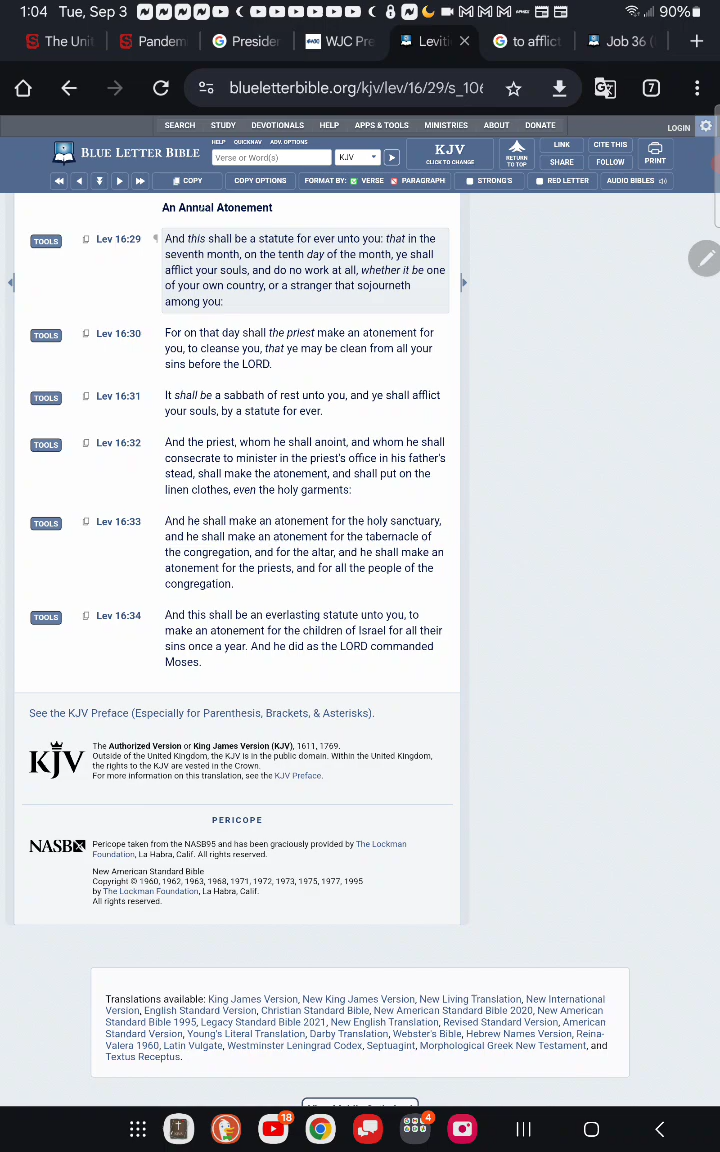 1:04 Tue, Sep 3 90%
The Unit Pandem Presider WJC Pre Leviti to afflict Job 36 (
blueletterbible.org/kjv/lev/16/29/s_106 7
SEARCH STUDY DEVOTIONALS HELP APPS & TOOLS MINISTRIES ABOUT DONATE LOGIN
BLUE LETTER BIBLE
HELP QUICKNAV ADV. OPTIONS
Verse or Word(s) KJV
KJV
CLICK TO CHANGE
RETURN
TO TOP
LINK CITE THIS
SHARE FOLLOW
PRINT
COPY COPY OPTIONS FORMAT BY: VERSE PARAGRAPH STRONG'S RED LETTER AUDIO BIBLES
An Annual Atonement
TOOLS Lev 16:29 ¶ And this shall be a statute for ever unto you: that in the
seventh month, on the tenth day of the month, ye shall
afflict your souls, and do no work at all, whether it be one
of your own country, or a stranger that sojourneth
among you:
TOOLS Lev 16:30 For on that day shall the priest make an atonement for
you, to cleanse you, that ye may be clean from all your
sins before the LORD.
TOOLS Lev 16:31 It shall be a sabbath of rest unto you, and ye shall afflict
your souls, by a statute for ever.
TOOLS Lev 16:32 And the priest, whom he shall anoint, and whom he shall
consecrate to minister in the priest's office in his father's
stead, shall make the atonement, and shall put on the
linen clothes, even the holy garments:
TOOLS Lev 16:33 And he shall make an atonement for the holy sanctuary,
and he shall make an atonement for the tabernacle of
the congregation, and for the altar, and he shall make an
atonement for the priests, and for all the people of the
congregation.
TOOLS Lev 16:34 And this shall be an everlasting statute unto you, to
make an atonement for the children of Israel for all their
sins once a year. And he did as the LORD commanded
Moses.
See the KJV Preface (Especially for Parenthesis, Brackets, & Asterisks).
KJV
The Authorized Version or King James Version (KJV), 1611, 1769.
Outside of the United Kingdom, the KJV is in the public domain. Within the United Kingdom,
the rights to the KJV are vested in the Crown.
For more information on this translation, see the KJV Preface.
PERICOPE
NASB
Pericope taken from the NASB95 and has been graciously provided by The Lockman
Foundation, La Habra, Calif. All rights reserved.
New American Standard Bible
Copyright © 1960, 1962, 1963, 1968, 1971, 1972, 1973, 1975, 1977, 1995
by The Lockman Foundation, La Habra, Calif.
All rights reserved.
Translations available: King James Version, New King James Version, New Living Translation, New International
Version, English Standard Version, Christian Standard Bible, New American Standard Bible 2020, New American
Standard Bible 1995, Legacy Standard Bible 2021, New English Translation, Revised Standard Version, American
Standard Version, Young's Literal Translation, Darby Translation, Webster's Bible, Hebrew Names Version, Reina-
Valera 1960, Latin Vulgate, Westminster Leningrad Codex, Septuagint, Morphological Greek New Testament, and
Textus Receptus.
18 4